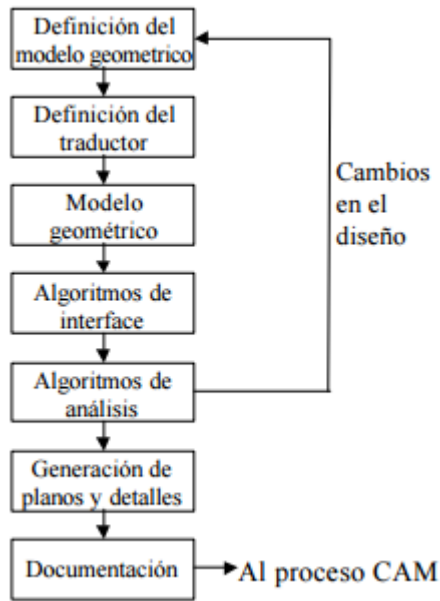 Definición del
modelo geometrico
Definición del
traductor
Modelo
geométrico
Algoritmos de
interface
Algoritmos de
análisis
Generación de
planos y detalles
Documentación
Al proceso CAM
Cambios
en el
diseño